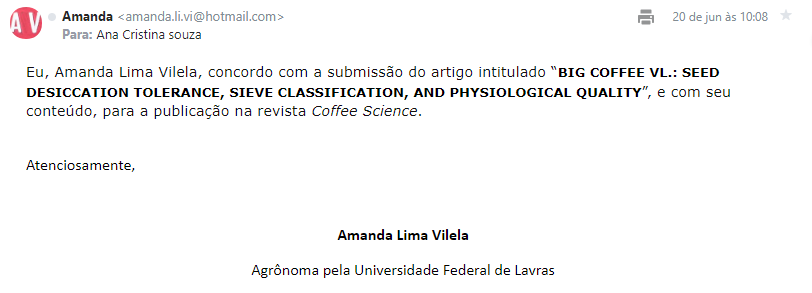 AV
Amanda <amanda.li.vi@hotmail.com>
20 de jun às 10:08
Para: Ana Cristina souza
Eu, Amanda Lima Vilela, concordo com a submissão do artigo intitulado “BIG COFFEE VL.: SEED
DESICCATION TOLERANCE, SIEVE CLASSIFICATION, AND PHYSIOLOGICAL QUALITY”, e com seu
conteúdo, para a publicação na revista Coffee Science.
Atenciosamente,
Amanda Lima Vilela
Agrônoma pela Universidade Federal de Lavras